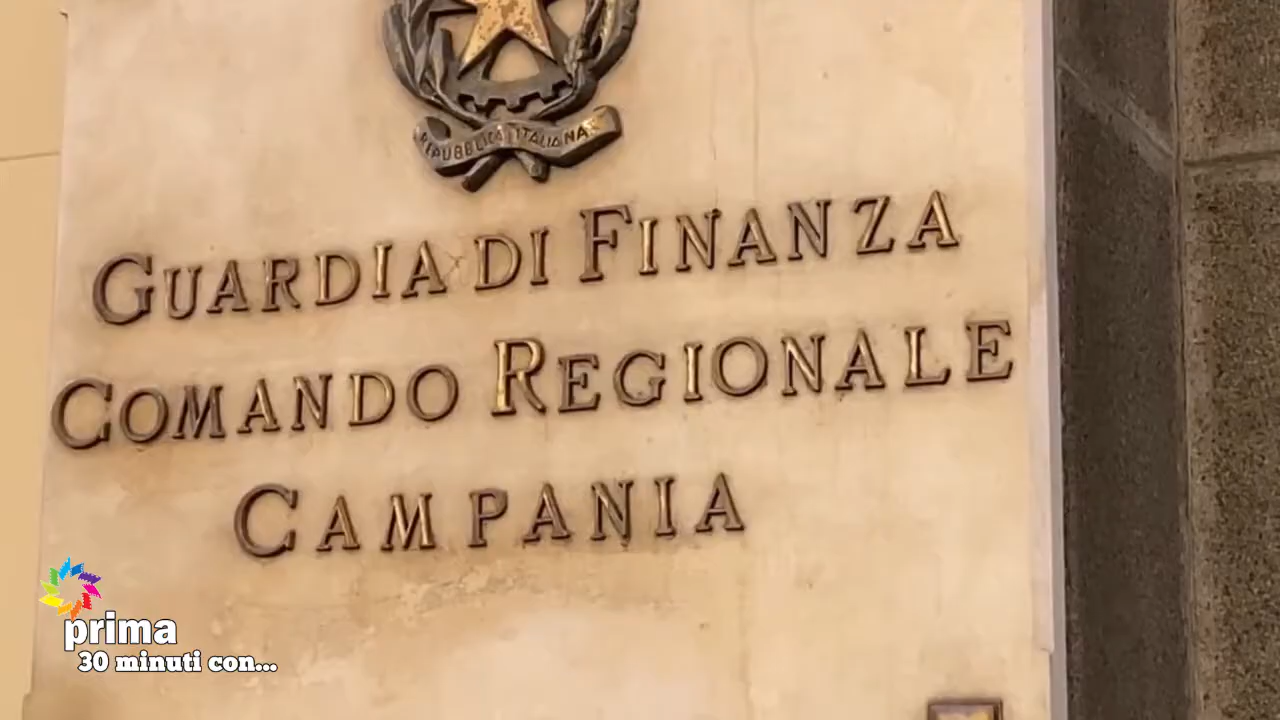 REPUBBLICA ITALIANA
GUARDIA DI FINANZA
COMANDO REGIONALE
CAMPANIA
prima
30 minuti con...